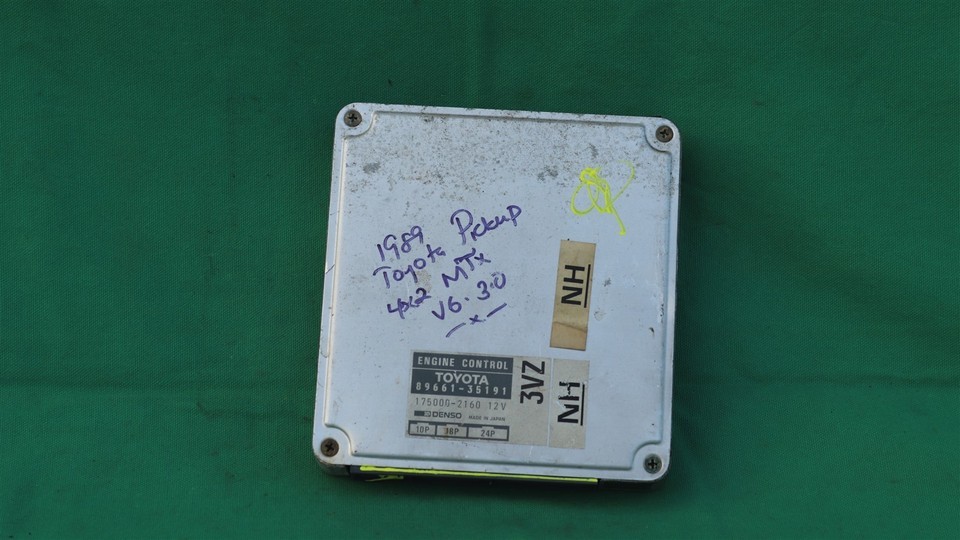 1989
Toyota Pickup
4x2 MTx
V6. 3.0
—x—
NH
ENGINE CONTROL
TOYOTA
89661-35191
175000-2160 12V
DENSO MADE IN JAPAN
10P 16P 24P
3VZ
NH